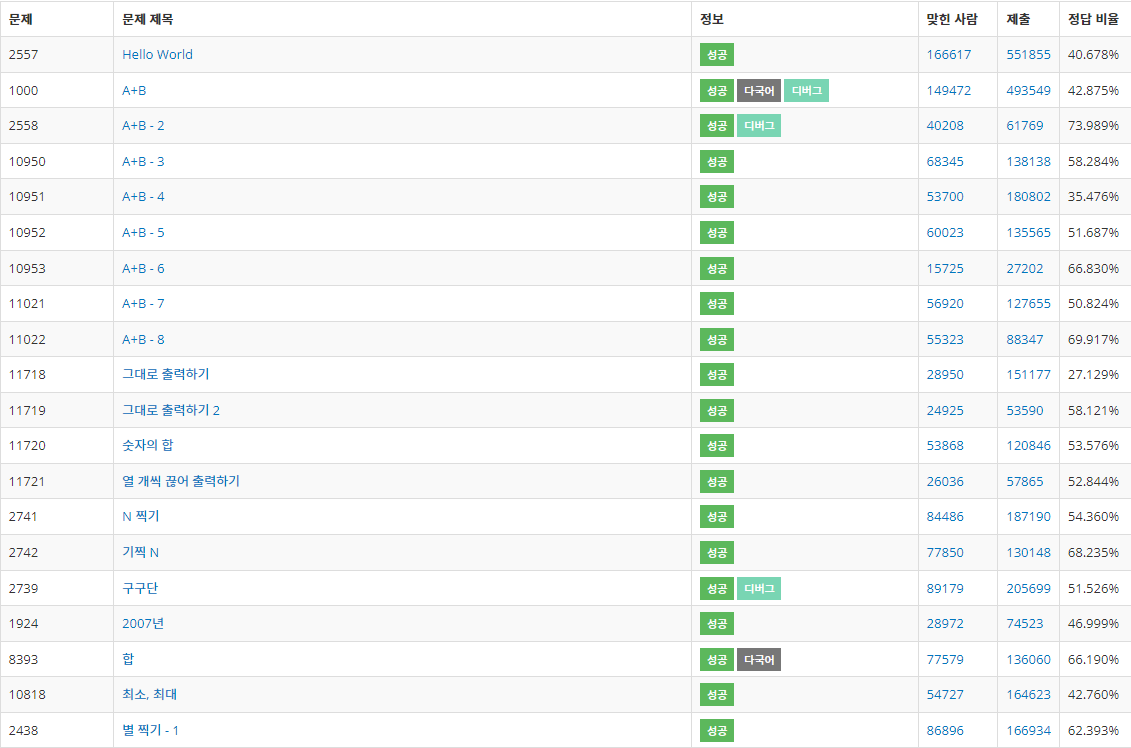 문제 문제 제목 정보 맞힌 사람 제출 정답 비율
2557 Hello World 성공 166617 551855 40.678%
1000 A+B 성공 다국어 디버그 149472 493549 42.875%
2558 A+B - 2 성공 디버그 40208 61769 73.989%
10950 A+B - 3 성공 68345 138138 58.284%
10951 A+B - 4 성공 53700 180802 35.476%
10952 A+B - 5 성공 60023 135565 51.687%
10953 A+B - 6 성공 15725 27202 66.830%
11021 A+B - 7 성공 56920 127655 50.824%
11022 A+B - 8 성공 55323 88347 69.917%
11718 그대로 출력하기 성공 28950 151177 27.129%
11719 그대로 출력하기 2 성공 24925 53590 58.121%
11720 숫자의 합 성공 53868 120846 53.576%
11721 열 개씩 끊어 출력하기 성공 26036 57865 52.844%
2741 N 찍기 성공 84486 187190 54.360%
2742 기찍 N 성공 77850 130148 68.235%
2739 구구단 성공 디버그 89179 205699 51.526%
1924 2007년 성공 28972 74523 46.999%
8393 합 성공 다국어 77579 136060 66.190%
10818 최소, 최대 성공 54727 164623 42.760%
2438 별 찍기 - 1 성공 86896 166934 62.393%